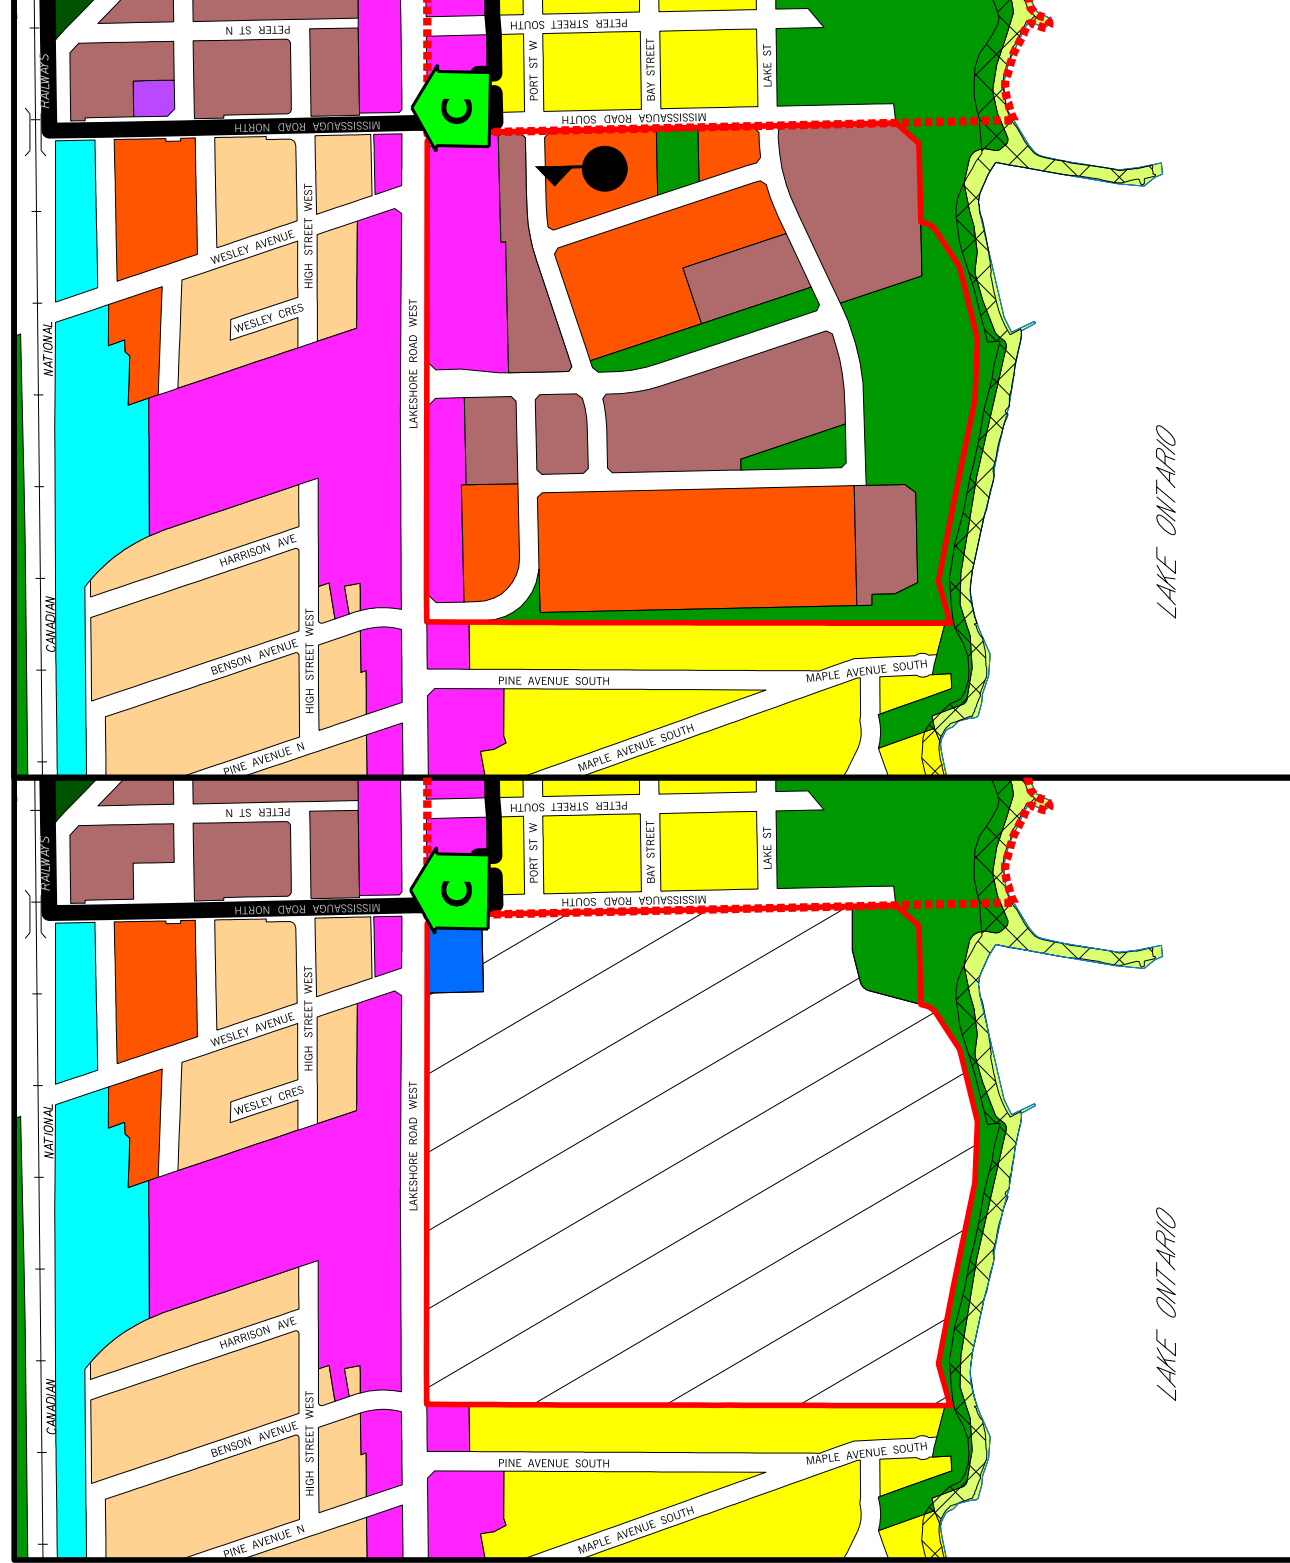 PETER ST N
PETER STREET SOUTH
RAILWAYS
PORT ST W
BAY STREET
LAKE ST
C
MISSISSAUGA ROAD NORTH
MISSISSAUGA ROAD SOUTH
WESLEY AVENUE
HIGH STREET WEST
WESLEY CRES
NATIONAL
LAKESHORE ROAD WEST
LAKE ONTARIO
HARRISON AVE
CANADIAN
BENSON AVENUE
HIGH STREET WEST
PINE AVENUE SOUTH
MAPLE AVENUE SOUTH
PINE AVENUE N
MAPLE AVENUE SOUTH
PETER ST N
PETER STREET SOUTH
RAILWAYS
PORT ST W
BAY STREET
LAKE ST
C
MISSISSAUGA ROAD NORTH
MISSISSAUGA ROAD SOUTH
WESLEY AVENUE
HIGH STREET WEST
WESLEY CRES
NATIONAL
LAKESHORE ROAD WEST
LAKE ONTARIO
HARRISON AVE
CANADIAN
BENSON AVENUE
HIGH STREET WEST
PINE AVENUE SOUTH
MAPLE AVENUE SOUTH
PINE AVENUE N
MAPLE AVENUE SOUTH